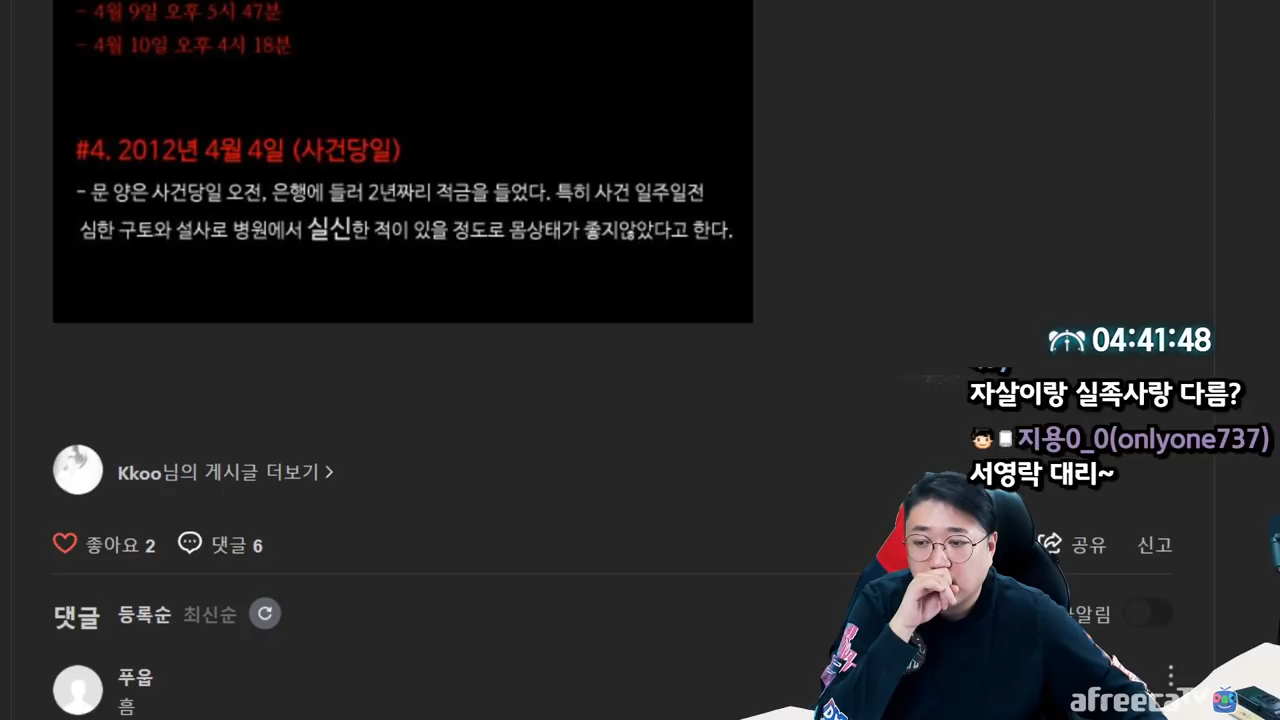 - 4월 9일 오후 5시 47분
- 4월 10일 오후 4시 18분
#4. 2012년 4월 4일 (사건당일)
- 문 양은 사건당일 오전, 은행에 들러 2년짜리 적금을 들었다. 특히 사건 일주일전
심한 구토와 설사로 병원에서 실신한 적이 있을 정도로 몸상태가 좋지않았다고 한다.
04:41:48
자살이랑 실족사랑 다름?
지용0_0(onlyone737)
서영락 대리~
Kkoo님의 게시글 더보기 >
좋아요 2 댓글 6
공유 신고
댓글 등록순 최신순
알림
푸웁
흠
afreecaTV